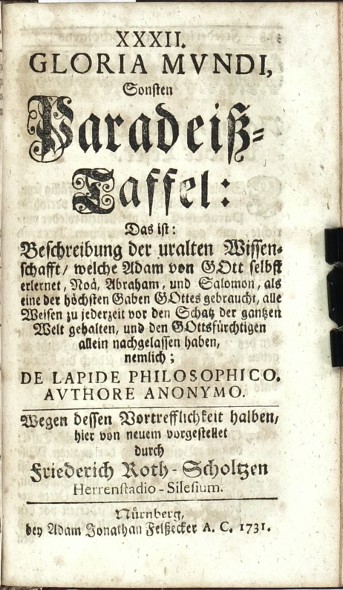 XXXII.
GLORIA MVNDI,
Sonsten
Paradeiß-
Taffel:
Das ist:
Beschreibung der uralten Wissen-
schafft/ welche Adam von GOtt selbst
erlernet, Noä, Abraham, und Salomon, als
eine der höchsten Gaben GOttes gebraucht, alle
Weisen zu jederzeit vor den Schatz der gantzen
Welt gehalten, und den GOttsfürchtigen
allein nachgelassen haben,
nemlich;
DE LAPIDE PHILOSOPHICO.
AVTHORE ANONYMO.
Wegen dessen Vortrefflichkeit halben,
hier von neuem vorgestellet
durch
Friederich Roth-Scholtzen
Herrenstadio-Silesium.
Nürnberg,
bey Adam Jonathan Felßecker A. C. 1731.